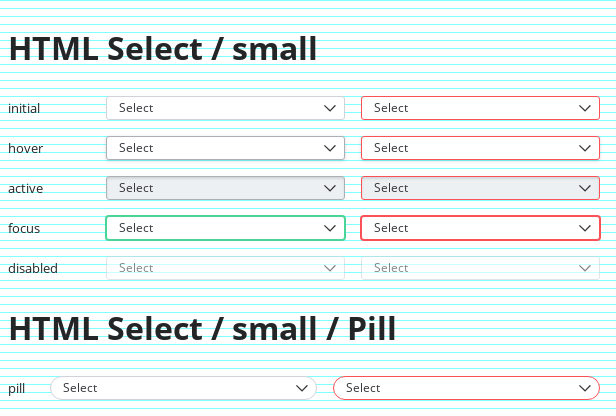 HTML Select / small
initial Select Select
hover Select Select
active Select Select
focus Select Select
disabled Select Select
HTML Select / small / Pill
pill Select Select